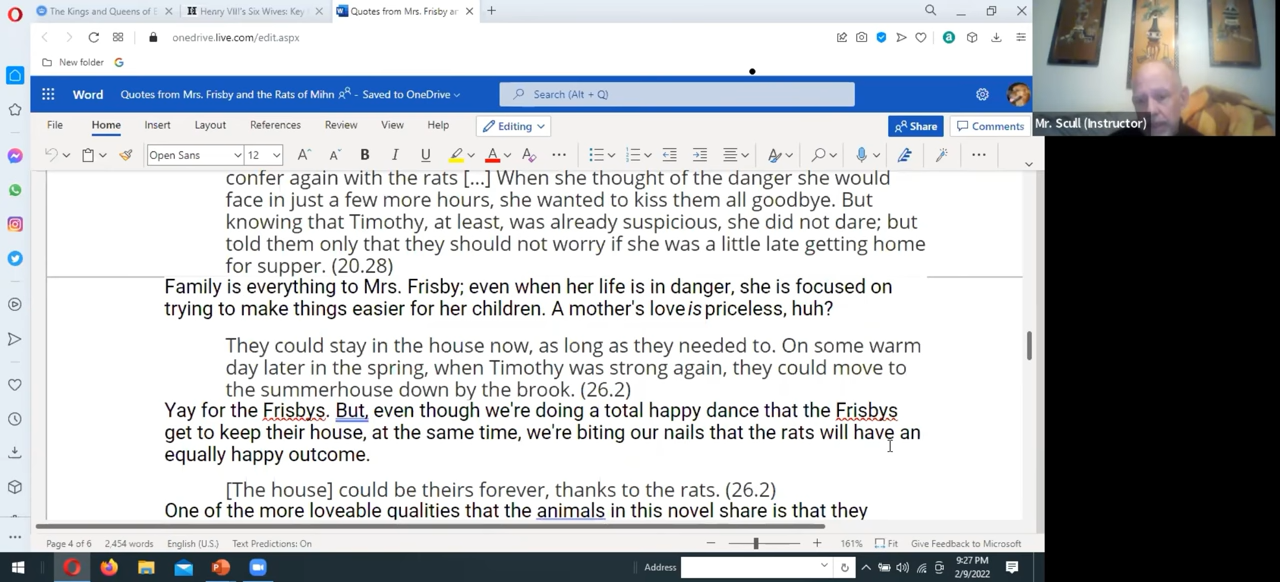 The Kings and Queens of E
Henry VIII's Six Wives: Key
Quotes from Mrs. Frisby an
onedrive.live.com/edit.aspx
New folder
Word
Quotes from Mrs. Frisby and the Rats of Mihn - Saved to OneDrive
Search (Alt + Q)
Mr. Scull (Instructor)
File Home Insert Layout References Review View Help Editing Share Comments
Open Sans 12
confer again with the rats [...] When she thought of the danger she would
face in just a few more hours, she wanted to kiss them all goodbye. But
knowing that Timothy, at least, was already suspicious, she did not dare; but
told them only that they should not worry if she was a little late getting home
for supper. (20.28)
Family is everything to Mrs. Frisby; even when her life is in danger, she is focused on
trying to make things easier for her children. A mother's love is priceless, huh?
They could stay in the house now, as long as they needed to. On some warm
day later in the spring, when Timothy was strong again, they could move to
the summerhouse down by the brook. (26.2)
Yay for the Frisbys. But, even though we're doing a total happy dance that the Frisbys
get to keep their house, at the same time, we're biting our nails that the rats will have an
equally happy outcome.
[The house] could be theirs forever, thanks to the rats. (26.2)
One of the more loveable qualities that the animals in this novel share is that they
Page 4 of 6 2,454 words English (U.S.) Text Predictions: On 161% Fit Give Feedback to Microsoft
Address
9:27 PM
2/9/2022